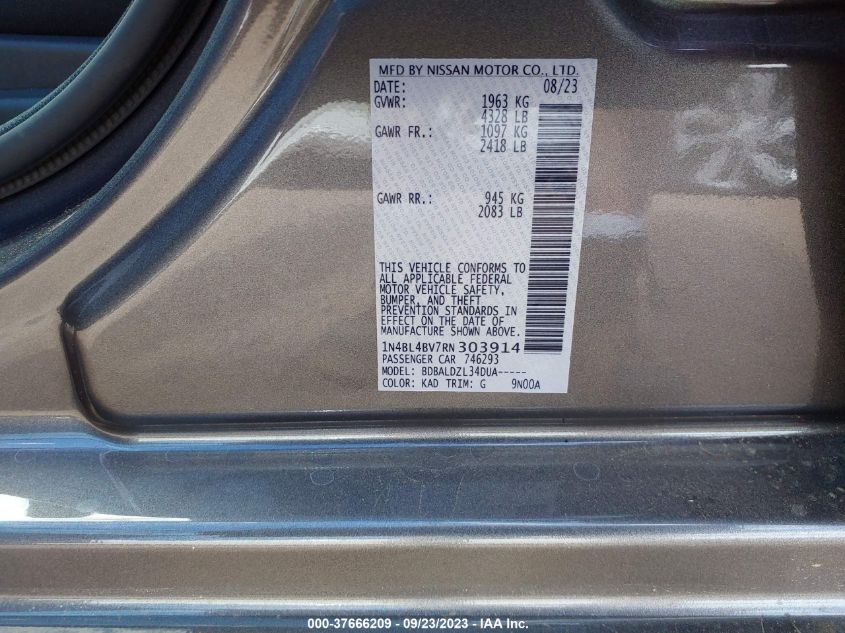 MFD BY NISSAN MOTOR CO., LTD.
DATE: 08/23
GVWR: 1963 KG
4328 LB
GAWR FR.: 1097 KG
2418 LB
GAWR RR.: 945 KG
2083 LB
THIS VEHICLE CONFORMS TO
ALL APPLICABLE FEDERAL
MOTOR VEHICLE SAFETY,
BUMPER, AND THEFT
PREVENTION STANDARDS IN
EFFECT ON THE DATE OF
MANUFACTURE SHOWN ABOVE.
1N4BL4BV7RN303914
PASSENGER CAR 746293
MODEL: BDBALDZL34DUA-----
COLOR: KAD TRIM: G 9N00A
000-37666209 - 09/23/2023 - IAA Inc.